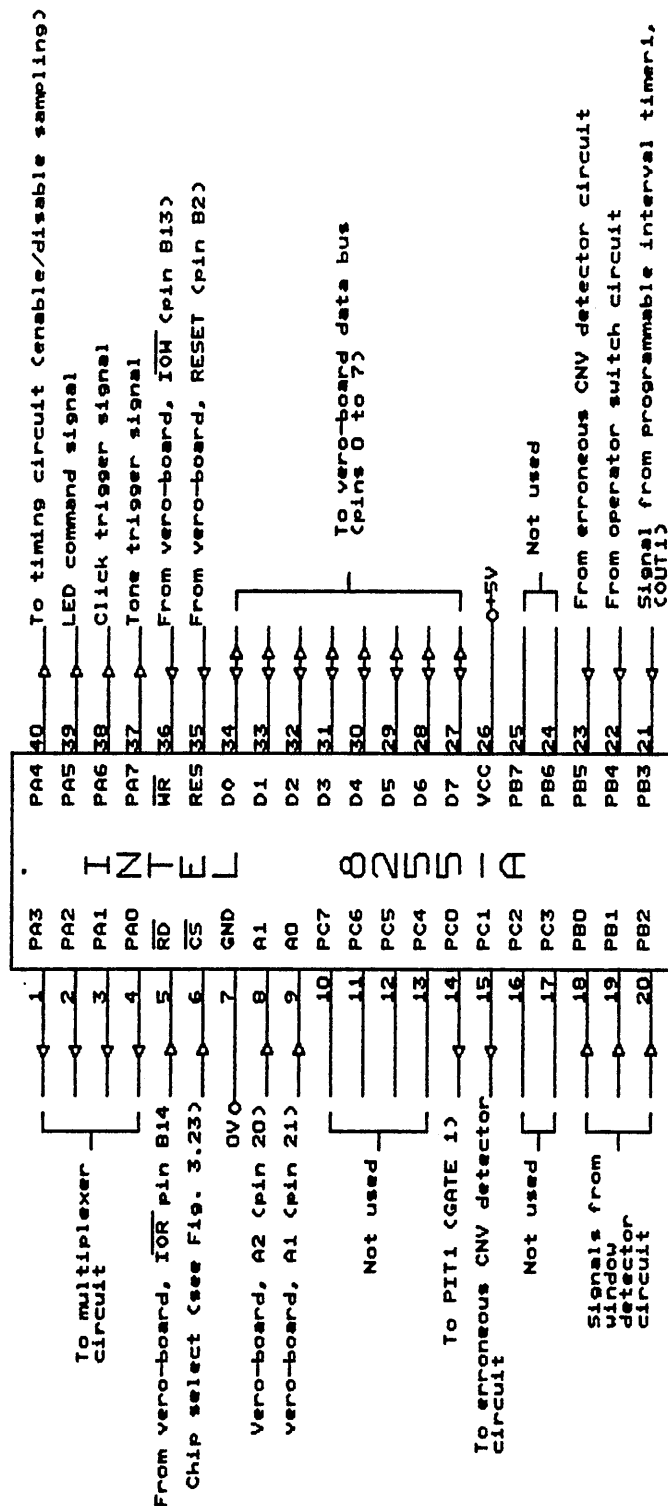 To multiplexer
circuit
From vero-board, IOR pin B14
Chip select (see Fig. 3.23)
0V
Vero-board, A2 (pin 20)
vero-board, A1 (pin 21)
Not used
To PIT1 (GATE 1)
To erroneous CNV detector
circuit
Not used
Signals from
window
detector
circuit
1 PA3
2 PA2
3 PA1
4 PA0
5 RD
6 CS
7 GND
8 A1
9 A0
10 PC7
11 PC6
12 PC5
13 PC4
14 PC0
15 PC1
16 PC2
17 PC3
18 PB0
19 PB1
20 PB2
INTEL
8255-A
PA4 40
PA5 39
PA6 38
PA7 37
WR 36
RES 35
D0 34
D1 33
D2 32
D3 31
D4 30
D5 29
D6 28
D7 27
VCC 26
PB7 25
PB6 24
PB5 23
PB4 22
PB3 21
To timing circuit (enable/disable sampling)
LED command signal
Click trigger signal
Tone trigger signal
From vero-board, IOW (pin B13)
From vero-board, RESET (pin B2)
To vero-board data bus
(pins 0 to 7)
+5V
Not used
From erroneous CNV detector circuit
From operator switch circuit
Signal from programmable interval timer1,
(OUT1)